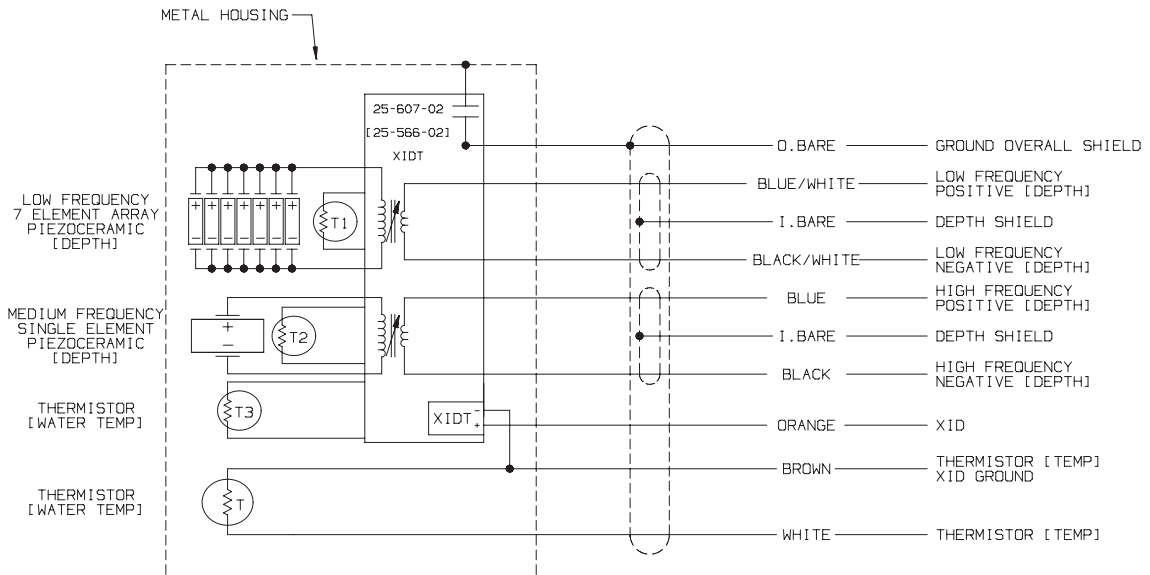 METAL HOUSING
25-607-02
[25-566-02]
XIDT
O.BARE
GROUND OVERALL SHIELD
BLUE/WHITE
LOW FREQUENCY
POSITIVE [DEPTH]
LOW FREQUENCY
7 ELEMENT ARRAY
PIEZOCERAMIC
[DEPTH]
+ + + + + + +
- - - - - - -
T1
I.BARE
DEPTH SHIELD
BLACK/WHITE
LOW FREQUENCY
NEGATIVE [DEPTH]
BLUE
HIGH FREQUENCY
POSITIVE [DEPTH]
MEDIUM FREQUENCY
SINGLE ELEMENT
PIEZOCERAMIC
[DEPTH]
+
-
T2
I.BARE
DEPTH SHIELD
BLACK
HIGH FREQUENCY
NEGATIVE [DEPTH]
THERMISTOR
[WATER TEMP]
T3
XIDT
-
+
ORANGE
XID
BROWN
THERMISTOR [TEMP]
XID GROUND
THERMISTOR
[WATER TEMP]
T
WHITE
THERMISTOR [TEMP]